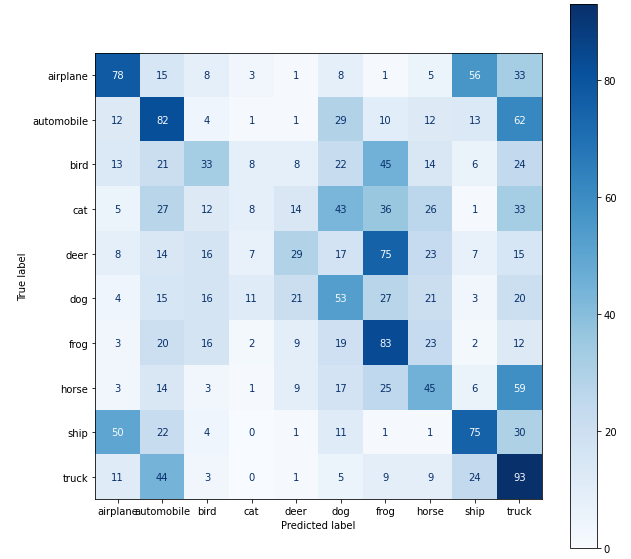 airplane 78 15 8 3 1 8 1 5 56 33
automobile 12 82 4 1 1 29 10 12 13 62
bird 13 21 33 8 8 22 45 14 6 24
cat 5 27 12 8 14 43 36 26 1 33
deer 8 14 16 7 29 17 75 23 7 15
dog 4 15 16 11 21 53 27 21 3 20
frog 3 20 16 2 9 19 83 23 2 12
horse 3 14 3 1 9 17 25 45 6 59
ship 50 22 4 0 1 11 1 1 75 30
truck 11 44 3 0 1 5 9 9 24 93
airplane automobile bird cat deer dog frog horse ship truck
Predicted label
True label
80
60
40
20
0